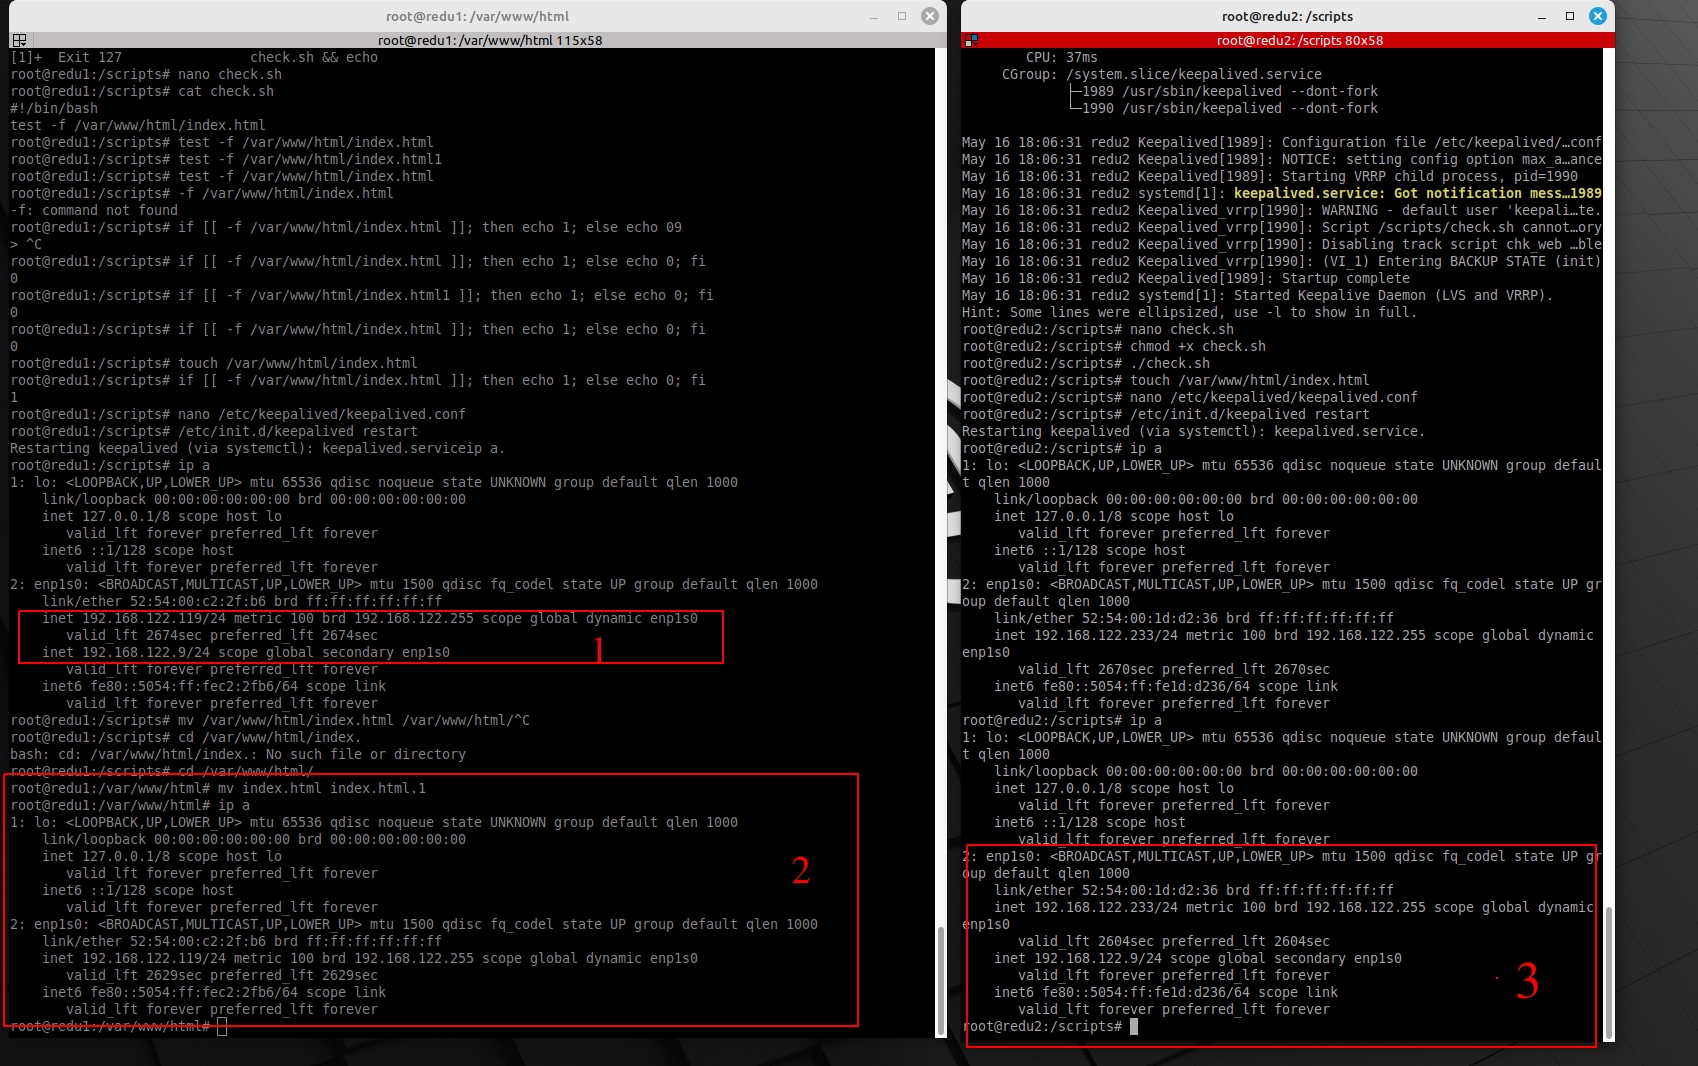 root@redu1: /var/www/html
root@redu1: /var/www/html 115x58
[1]+  Exit 127                check.sh && echo
root@redu1:/scripts# nano check.sh
root@redu1:/scripts# cat check.sh
#!/bin/bash
test -f /var/www/html/index.html
root@redu1:/scripts# test -f /var/www/html/index.html
root@redu1:/scripts# test -f /var/www/html/index.html1
root@redu1:/scripts# test -f /var/www/html/index.html
root@redu1:/scripts# -f /var/www/html/index.html
-f: command not found
root@redu1:/scripts# if [[ -f /var/www/html/index.html ]]; then echo 1; else echo 09
> ^C
root@redu1:/scripts# if [[ -f /var/www/html/index.html ]]; then echo 1; else echo 0; fi
0
root@redu1:/scripts# if [[ -f /var/www/html/index.html1 ]]; then echo 1; else echo 0; fi
0
root@redu1:/scripts# if [[ -f /var/www/html/index.html ]]; then echo 1; else echo 0; fi
0
root@redu1:/scripts# touch /var/www/html/index.html
root@redu1:/scripts# if [[ -f /var/www/html/index.html ]]; then echo 1; else echo 0; fi
1
root@redu1:/scripts# nano /etc/keepalived/keepalived.conf
root@redu1:/scripts# /etc/init.d/keepalived restart
Restarting keepalived (via systemctl): keepalived.serviceip a.
root@redu1:/scripts# ip a
1: lo: <LOOPBACK,UP,LOWER_UP> mtu 65536 qdisc noqueue state UNKNOWN group default qlen 1000
link/loopback 00:00:00:00:00:00 brd 00:00:00:00:00:00
inet 127.0.0.1/8 scope host lo
valid_lft forever preferred_lft forever
inet6 ::1/128 scope host
valid_lft forever preferred_lft forever
2: enp1s0: <BROADCAST,MULTICAST,UP,LOWER_UP> mtu 1500 qdisc fq_codel state UP group default qlen 1000
link/ether 52:54:00:c2:2f:b6 brd ff:ff:ff:ff:ff:ff
inet 192.168.122.119/24 metric 100 brd 192.168.122.255 scope global dynamic enp1s0
valid_lft 2674sec preferred_lft 2674sec
1
inet 192.168.122.9/24 scope global secondary enp1s0
valid_lft forever preferred_lft forever
inet6 fe80::5054:ff:fec2:2fb6/64 scope link
valid_lft forever preferred_lft forever
root@redu1:/scripts# mv /var/www/html/index.html /var/www/html/^C
root@redu1:/scripts# cd /var/www/html/index.
bash: cd: /var/www/html/index.: No such file or directory
root@redu1:/scripts# cd /var/www/html/
root@redu1:/var/www/html# mv index.html index.html.1
root@redu1:/var/www/html# ip a
1: lo: <LOOPBACK,UP,LOWER_UP> mtu 65536 qdisc noqueue state UNKNOWN group default qlen 1000
link/loopback 00:00:00:00:00:00 brd 00:00:00:00:00:00
inet 127.0.0.1/8 scope host lo
valid_lft forever preferred_lft forever
2
inet6 ::1/128 scope host
valid_lft forever preferred_lft forever
2: enp1s0: <BROADCAST,MULTICAST,UP,LOWER_UP> mtu 1500 qdisc fq_codel state UP group default qlen 1000
link/ether 52:54:00:c2:2f:b6 brd ff:ff:ff:ff:ff:ff
inet 192.168.122.119/24 metric 100 brd 192.168.122.255 scope global dynamic enp1s0
valid_lft 2629sec preferred_lft 2629sec
inet6 fe80::5054:ff:fec2:2fb6/64 scope link
valid_lft forever preferred_lft forever
root@redu1:/var/www/html#
root@redu2: /scripts
root@redu2: /scripts 80x58
CPU: 37ms
CGroup: /system.slice/keepalived.service
├─1989 /usr/sbin/keepalived --dont-fork
└─1990 /usr/sbin/keepalived --dont-fork
May 16 18:06:31 redu2 Keepalived[1989]: Configuration file /etc/keepalived/…conf
May 16 18:06:31 redu2 Keepalived[1989]: NOTICE: setting config option max_a…ance
May 16 18:06:31 redu2 Keepalived[1989]: Starting VRRP child process, pid=1990
May 16 18:06:31 redu2 systemd[1]: keepalived.service: Got notification mess…1989
May 16 18:06:31 redu2 Keepalived_vrrp[1990]: WARNING - default user 'keepali…te.
May 16 18:06:31 redu2 Keepalived_vrrp[1990]: Script /scripts/check.sh cannot…ory
May 16 18:06:31 redu2 Keepalived_vrrp[1990]: Disabling track script chk_web …ble
May 16 18:06:31 redu2 Keepalived_vrrp[1990]: (VI_1) Entering BACKUP STATE (init)
May 16 18:06:31 redu2 Keepalived[1989]: Startup complete
May 16 18:06:31 redu2 systemd[1]: Started Keepalive Daemon (LVS and VRRP).
Hint: Some lines were ellipsized, use -l to show in full.
root@redu2:/scripts# nano check.sh
root@redu2:/scripts# chmod +x check.sh
root@redu2:/scripts# ./check.sh
root@redu2:/scripts# touch /var/www/html/index.html
root@redu2:/scripts# nano /etc/keepalived/keepalived.conf
root@redu2:/scripts# /etc/init.d/keepalived restart
Restarting keepalived (via systemctl): keepalived.service.
root@redu2:/scripts# ip a
1: lo: <LOOPBACK,UP,LOWER_UP> mtu 65536 qdisc noqueue state UNKNOWN group defaul
t qlen 1000
link/loopback 00:00:00:00:00:00 brd 00:00:00:00:00:00
inet 127.0.0.1/8 scope host lo
valid_lft forever preferred_lft forever
inet6 ::1/128 scope host
valid_lft forever preferred_lft forever
2: enp1s0: <BROADCAST,MULTICAST,UP,LOWER_UP> mtu 1500 qdisc fq_codel state UP gr
oup default qlen 1000
link/ether 52:54:00:1d:d2:36 brd ff:ff:ff:ff:ff:ff
inet 192.168.122.233/24 metric 100 brd 192.168.122.255 scope global dynamic
enp1s0
valid_lft 2670sec preferred_lft 2670sec
inet6 fe80::5054:ff:fe1d:d236/64 scope link
valid_lft forever preferred_lft forever
root@redu2:/scripts# ip a
1: lo: <LOOPBACK,UP,LOWER_UP> mtu 65536 qdisc noqueue state UNKNOWN group defaul
t qlen 1000
link/loopback 00:00:00:00:00:00 brd 00:00:00:00:00:00
inet 127.0.0.1/8 scope host lo
valid_lft forever preferred_lft forever
inet6 ::1/128 scope host
valid_lft forever preferred_lft forever
2: enp1s0: <BROADCAST,MULTICAST,UP,LOWER_UP> mtu 1500 qdisc fq_codel state UP gr
oup default qlen 1000
link/ether 52:54:00:1d:d2:36 brd ff:ff:ff:ff:ff:ff
inet 192.168.122.233/24 metric 100 brd 192.168.122.255 scope global dynamic
enp1s0
valid_lft 2604sec preferred_lft 2604sec
inet 192.168.122.9/24 scope global secondary enp1s0
valid_lft forever preferred_lft forever
3
inet6 fe80::5054:ff:fe1d:d236/64 scope link
valid_lft forever preferred_lft forever
root@redu2:/scripts#